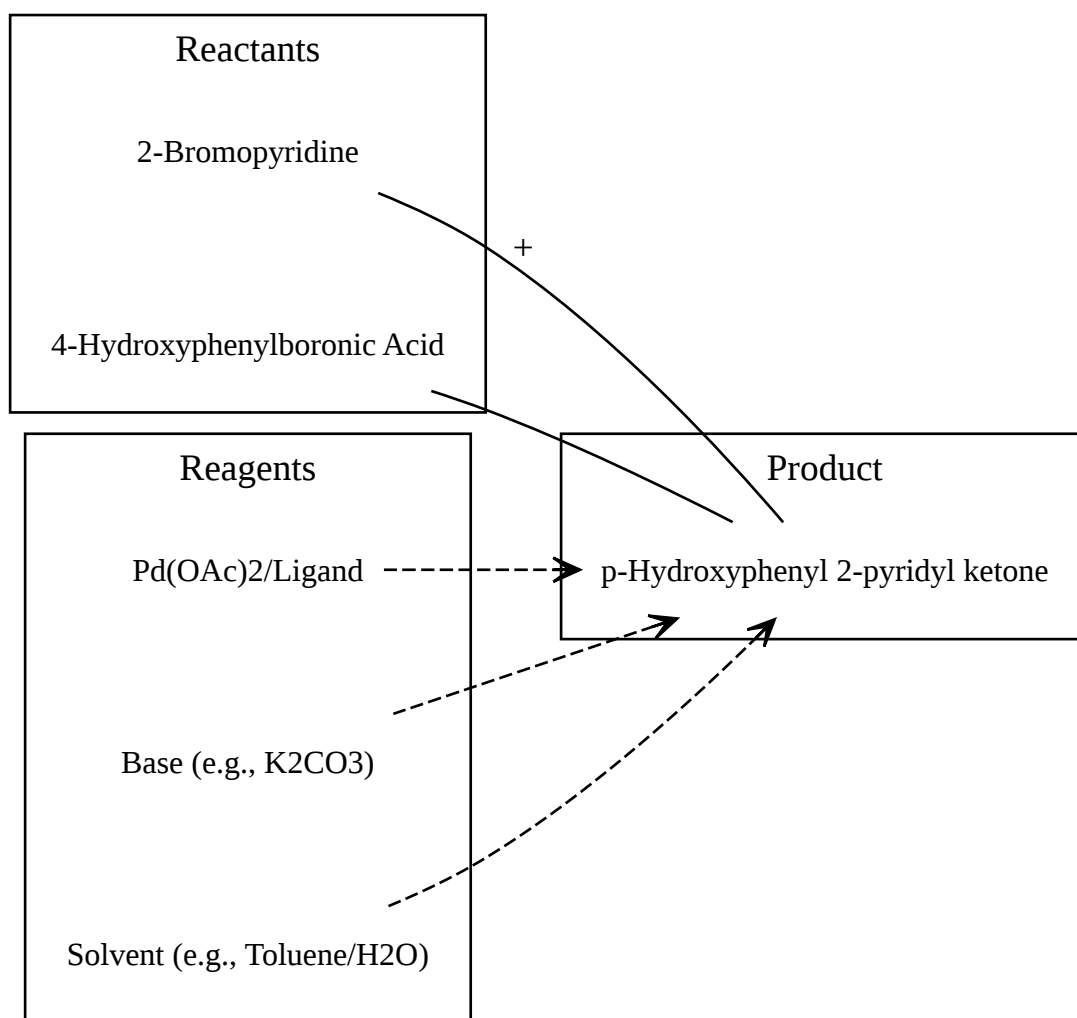 Reactants
2-Bromopyridine
+
4-Hydroxyphenylboronic Acid
Reagents
Product
Pd(OAc)2/Ligand
p-Hydroxyphenyl 2-pyridyl ketone
Base (e.g., K2CO3)
Solvent (e.g., Toluene/H2O)